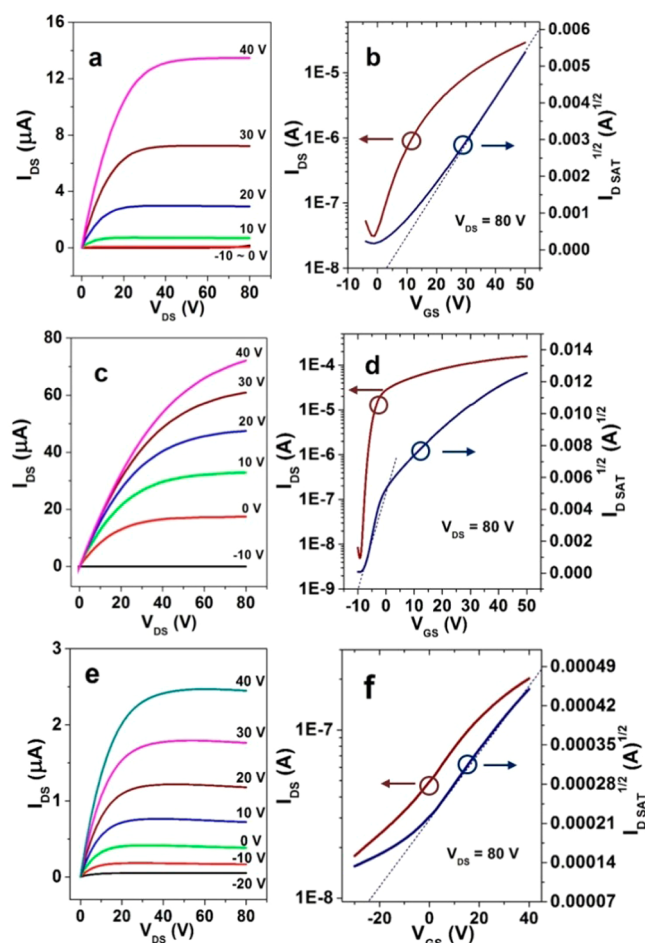 a
16
12
8
4
0
I_DS (µA)
40 V
30 V
20 V
10 V
-10 ~ 0 V
0 20 40 60 80
V_DS (V)
b
1E-5
1E-6
1E-7
1E-8
I_DS (A)
V_DS = 80 V
0.006
0.005
0.004
0.003
0.002
0.001
0.000
I_D SAT^1/2 (A)^1/2
-10 0 10 20 30 40 50
V_GS (V)
c
80
60
40
20
0
I_DS (µA)
40 V
30 V
20 V
10 V
0 V
-10 V
0 20 40 60 80
V_DS (V)
d
1E-4
1E-5
1E-6
1E-7
1E-8
1E-9
I_DS (A)
V_DS = 80 V
0.014
0.012
0.010
0.008
0.006
0.004
0.002
0.000
I_D SAT^1/2 (A)^1/2
-10 0 10 20 30 40 50
V_GS (V)
e
3
2
1
0
I_DS (µA)
40 V
30 V
20 V
10 V
0 V
-10 V
-20 V
0 20 40 60 80
V_DS (V)
f
1E-7
1E-8
I_DS (A)
V_DS = 80 V
0.00049
0.00042
0.00035
0.00028
0.00021
0.00014
0.00007
I_D SAT^1/2 (A)^1/2
-20 0 20 40
V_GS (V)